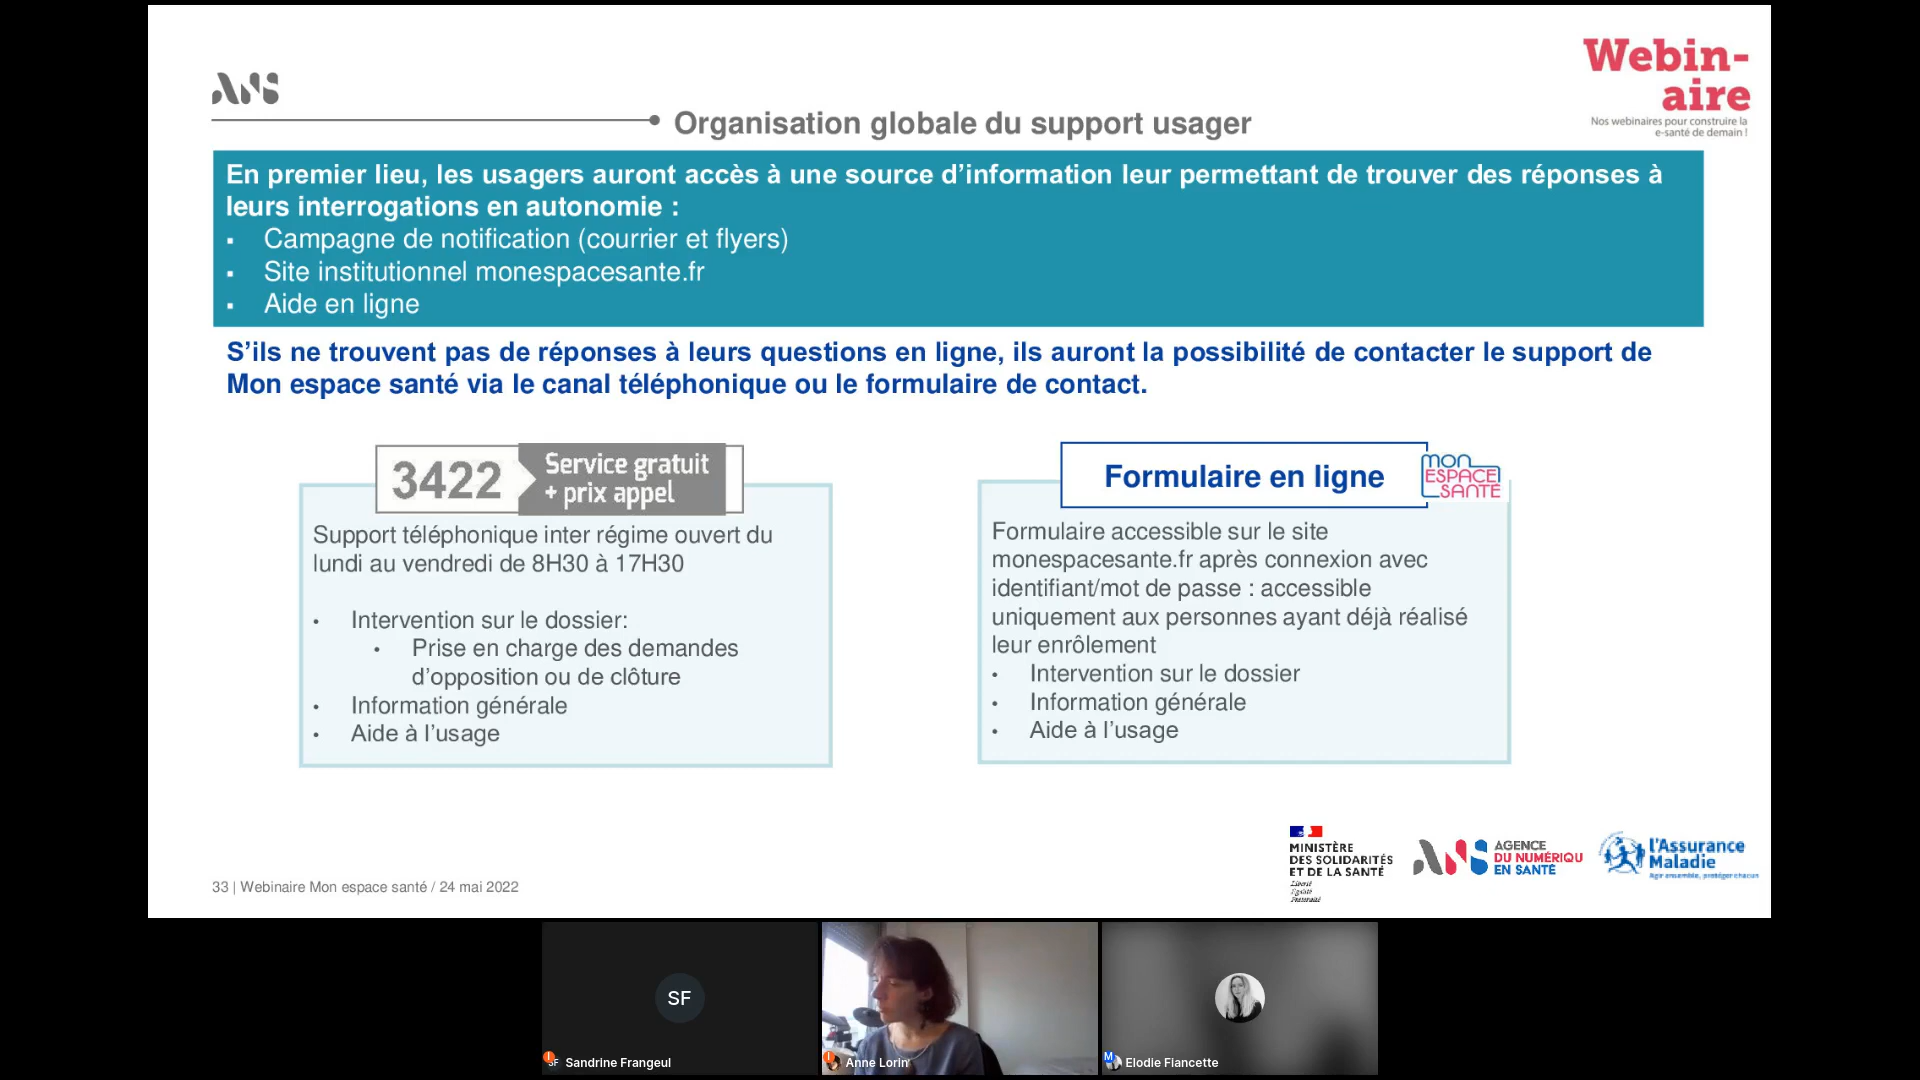 ANS
Webin-
aire
Nos webinaires pour construire la
e-santé de demain !
Organisation globale du support usager
En premier lieu, les usagers auront accès à une source d’information leur permettant de trouver des réponses à
leurs interrogations en autonomie :
▪ Campagne de notification (courrier et flyers)
▪ Site institutionnel monespacesante.fr
▪ Aide en ligne
S’ils ne trouvent pas de réponses à leurs questions en ligne, ils auront la possibilité de contacter le support de
Mon espace santé via le canal téléphonique ou le formulaire de contact.
3422
Service gratuit
+ prix appel
Support téléphonique inter régime ouvert du
lundi au vendredi de 8H30 à 17H30
• Intervention sur le dossier:
• Prise en charge des demandes
d’opposition ou de clôture
• Information générale
• Aide à l’usage
Formulaire en ligne
MON
ESPACE
SANTÉ
Formulaire accessible sur le site
monespacesante.fr après connexion avec
identifiant/mot de passe : accessible
uniquement aux personnes ayant déjà réalisé
leur enrôlement
• Intervention sur le dossier
• Information générale
• Aide à l’usage
33 | Webinaire Mon espace santé / 24 mai 2022
MINISTÈRE
DES SOLIDARITÉS
ET DE LA SANTÉ
Liberté
Égalité
Fraternité
ANS
AGENCE
DU NUMÉRIQU
EN SANTÉ
l’Assurance
Maladie
Agir ensemble, protéger chacun
SF
SF
Sandrine Frangeul
Anne Lorin
M
Elodie Fiancette